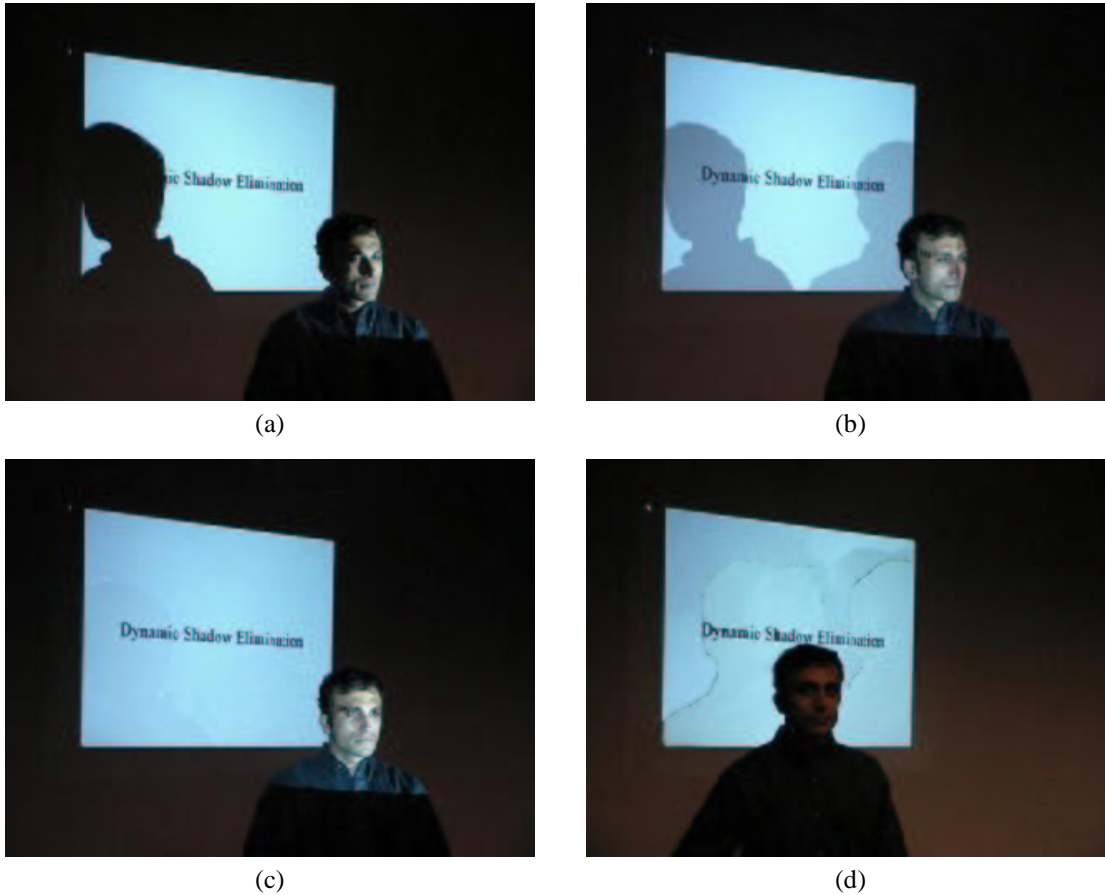 ic Shadow Elimination
Dynamic Shadow Elimination
(a)
(b)
Dynamic Shadow Elimination
Dynamic Shadow Elimination
(c)
(d)